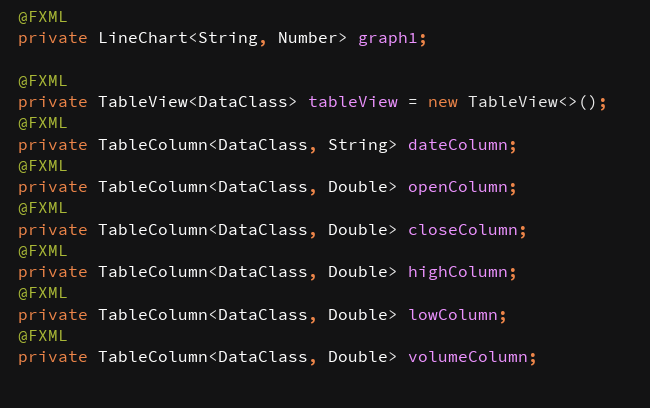 @FXML
private LineChart<String, Number> graph1;
@FXML
private TableView<DataClass> tableView = new TableView<>();
@FXML
private TableColumn<DataClass, String> dateColumn;
@FXML
private TableColumn<DataClass, Double> openColumn;
@FXML
private TableColumn<DataClass, Double> closeColumn;
@FXML
private TableColumn<DataClass, Double> highColumn;
@FXML
private TableColumn<DataClass, Double> lowColumn;
@FXML
private TableColumn<DataClass, Double> volumeColumn;